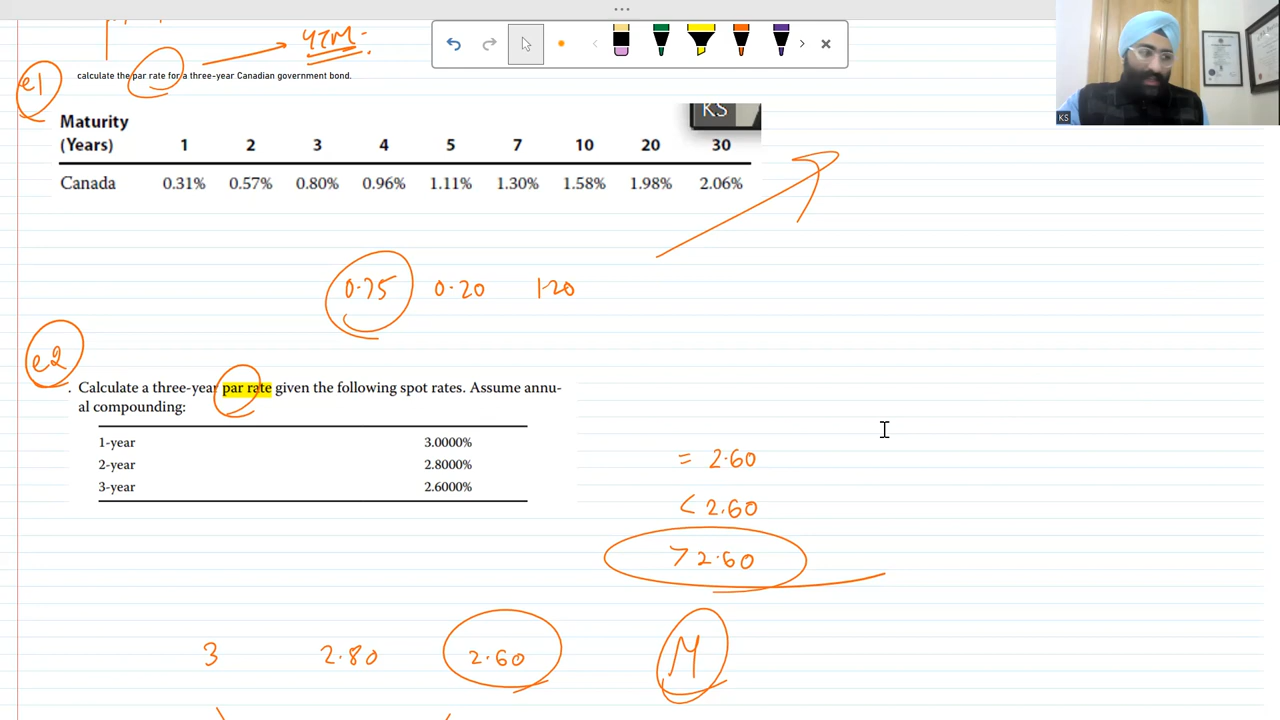 YTM.
e1
calculate the par rate for a three-year Canadian government bond.
KS
Maturity
(Years) 1 2 3 4 5 7 10 20 30
Canada 0.31% 0.57% 0.80% 0.96% 1.11% 1.30% 1.58% 1.98% 2.06%
KS
0.75 0.20 1.20
e2
. Calculate a three-year par rate given the following spot rates. Assume annu-
al compounding:
1-year 3.0000%
2-year 2.8000%
3-year 2.6000%
= 2.60
< 2.60
> 2.60
3 2.80 2.60 M